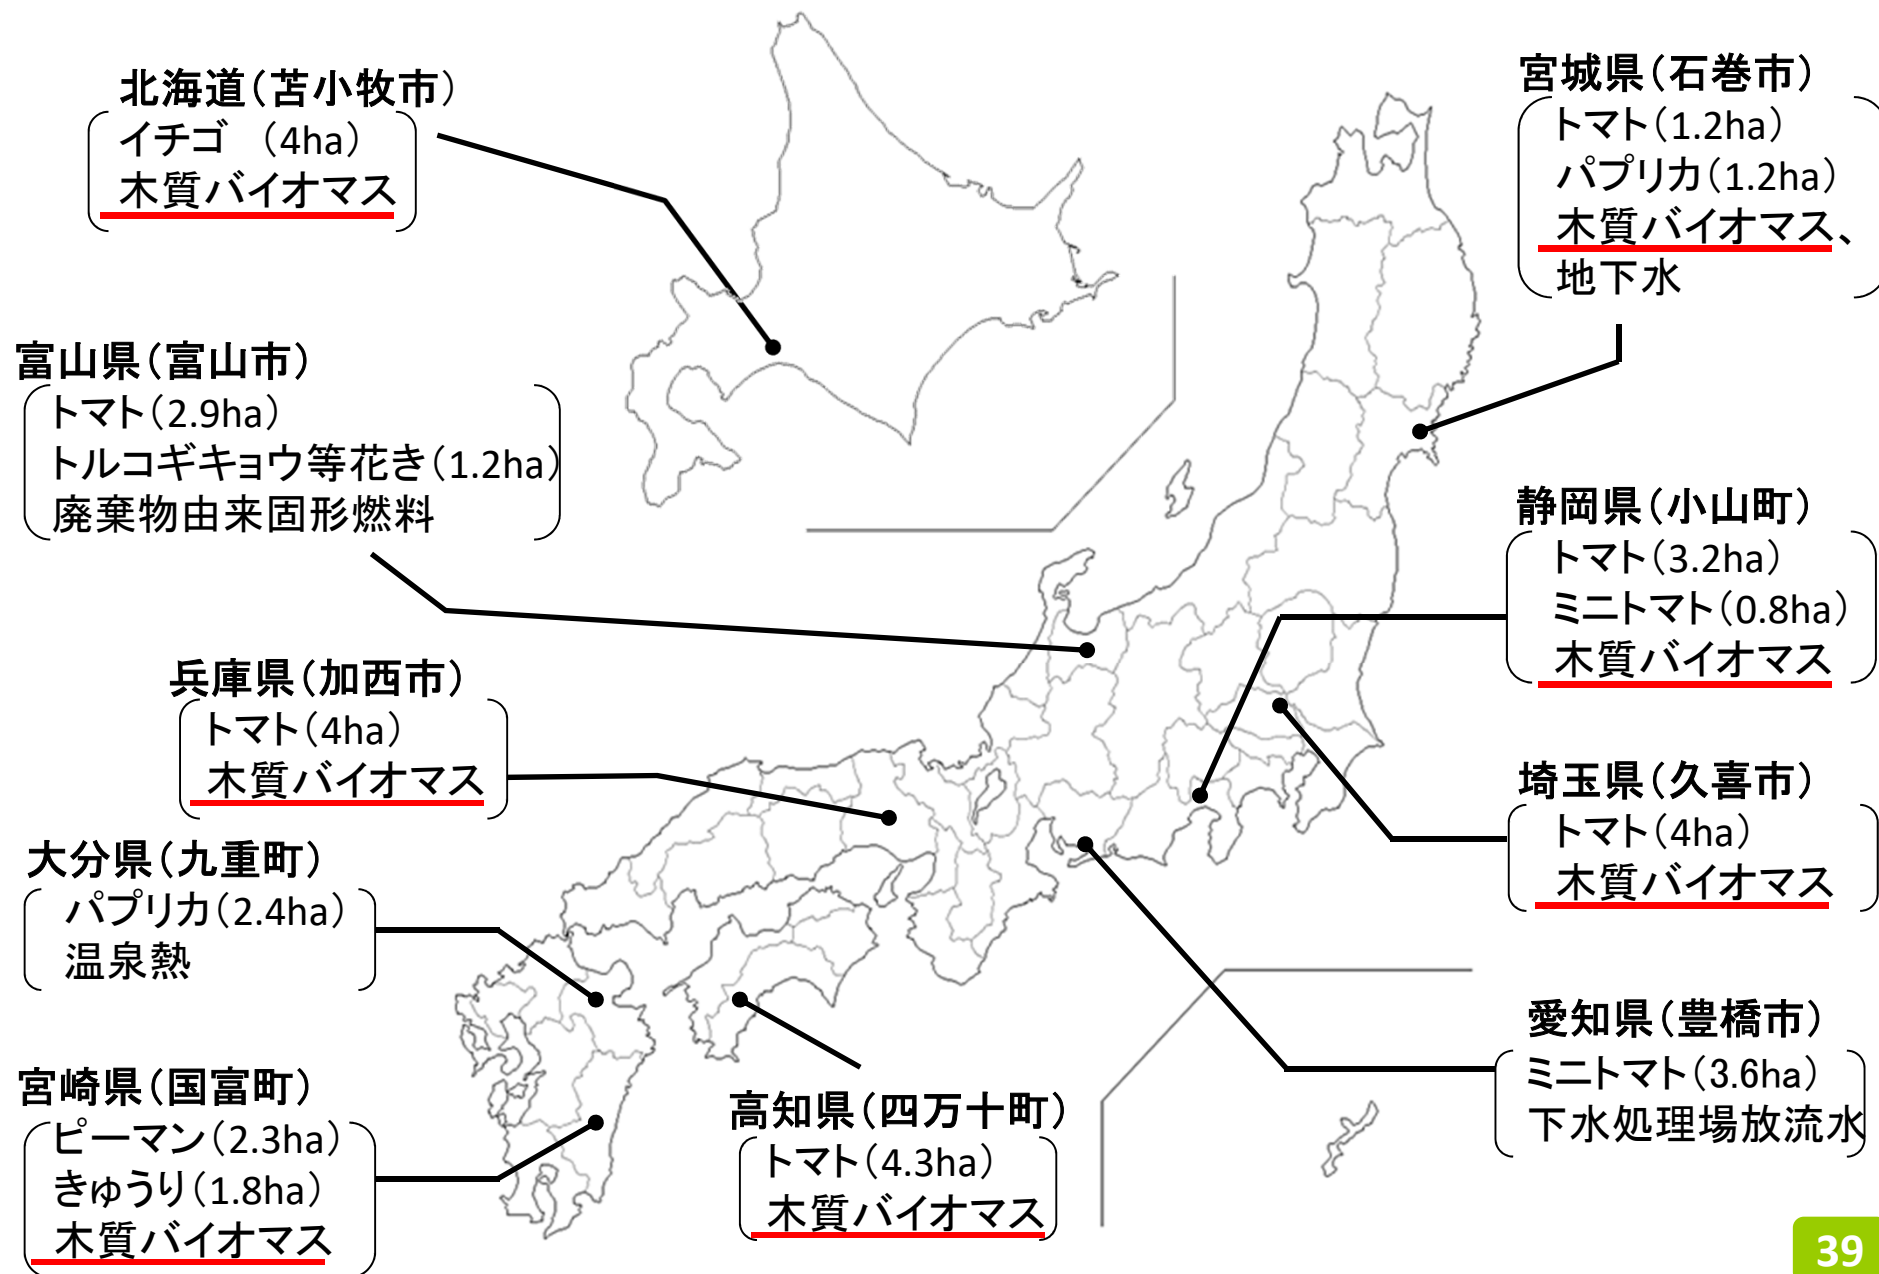 北海道（苫小牧市）
イチゴ　（4ha）
木質バイオマス
富山県（富山市）
トマト（2.9ha）
トルコギキョウ等花き（1.2ha）
廃棄物由来固形燃料
兵庫県（加西市）
トマト（4ha）
木質バイオマス
大分県（九重町）
パプリカ（2.4ha）
温泉熱
宮崎県（国富町）
ピーマン（2.3ha）
きゅうり（1.8ha）
木質バイオマス
高知県（四万十町）
トマト（4.3ha）
木質バイオマス
宮城県（石巻市）
トマト（1.2ha）
パプリカ（1.2ha）
木質バイオマス、
地下水
静岡県（小山町）
トマト（3.2ha）
ミニトマト（0.8ha）
木質バイオマス
埼玉県（久喜市）
トマト（4ha）
木質バイオマス
愛知県（豊橋市）
ミニトマト（3.6ha）
下水処理場放流水
39